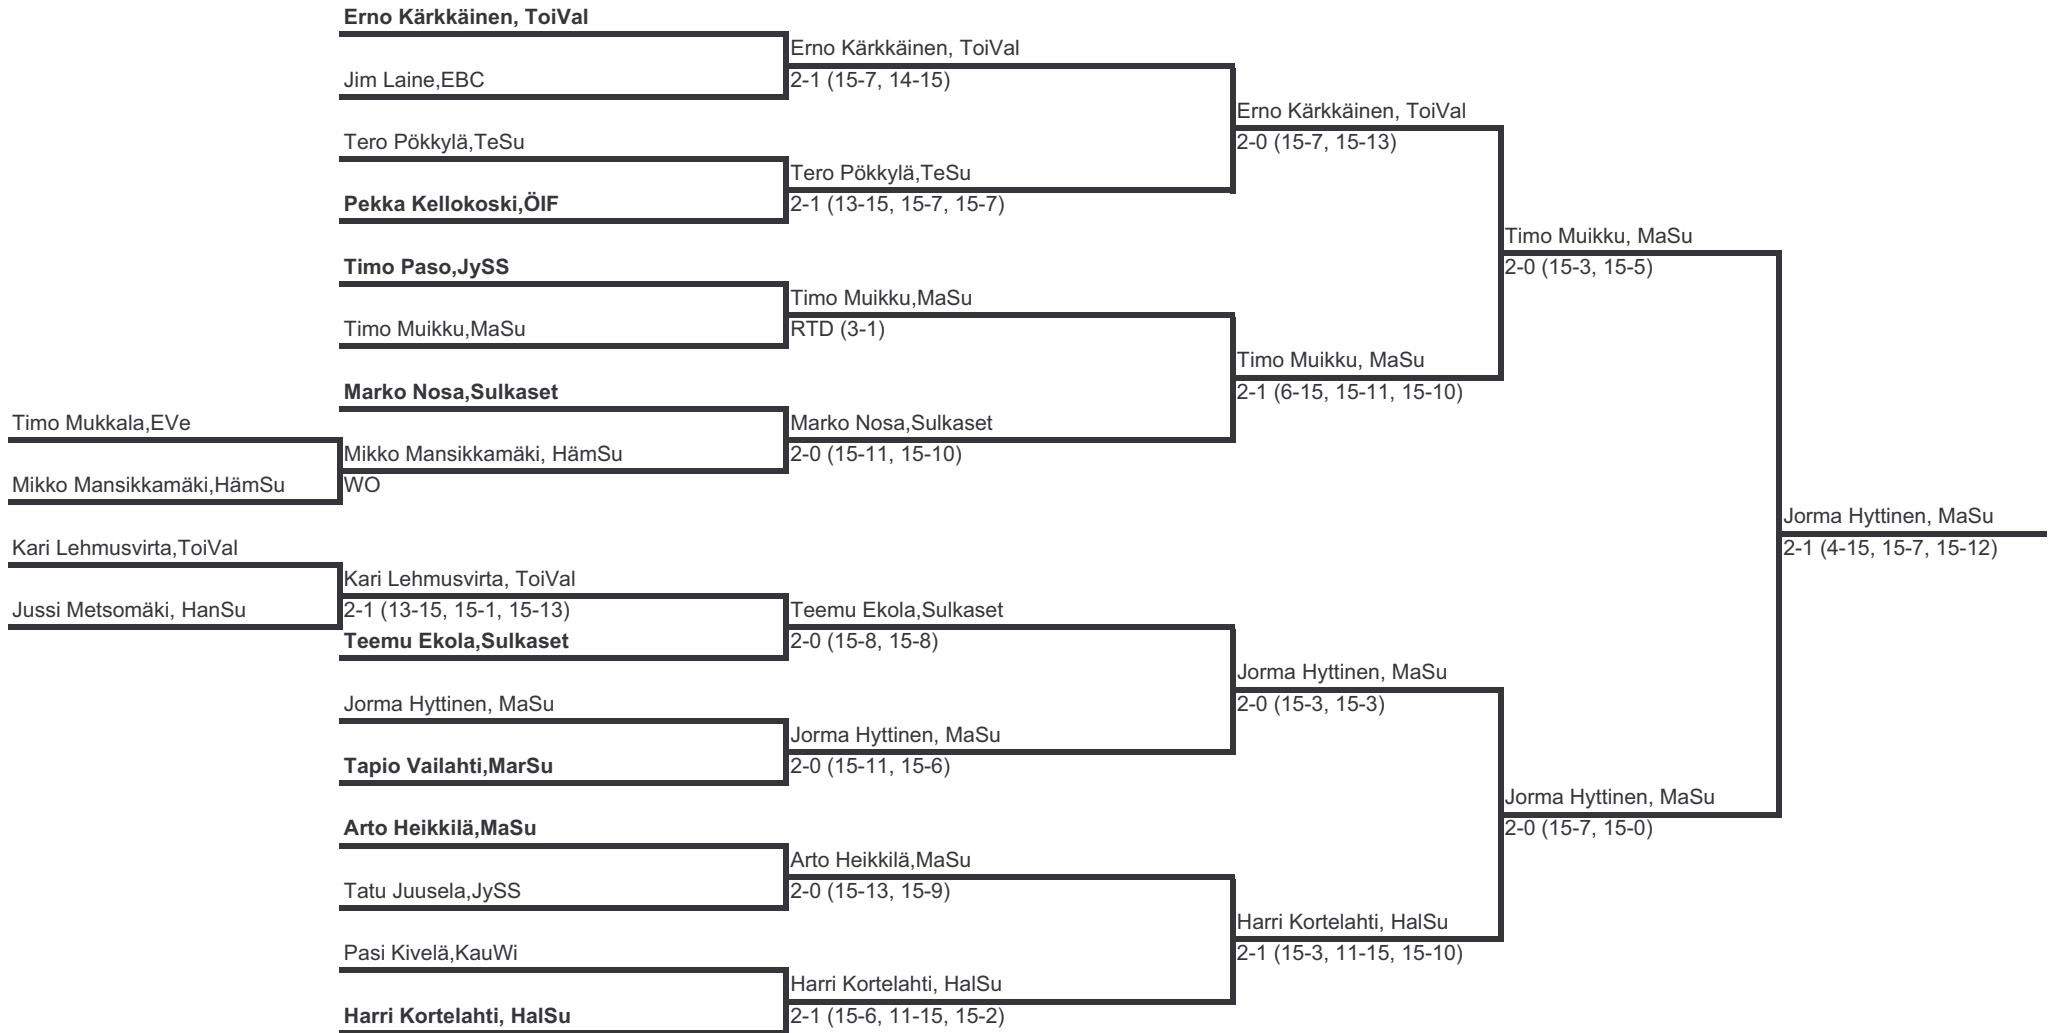 Erno Kärkkäinen, ToiVal
Erno Kärkkäinen, ToiVal
Jim Laine,EBC
2-1 (15-7, 14-15)
Erno Kärkkäinen, ToiVal
Tero Pökkylä,TeSu
2-0 (15-7, 15-13)
Tero Pökkylä,TeSu
Pekka Kellokoski,ÖIF
2-1 (13-15, 15-7, 15-7)
Timo Muikku, MaSu
Timo Paso,JySS
2-0 (15-3, 15-5)
Timo Muikku,MaSu
Timo Muikku,MaSu
RTD (3-1)
Timo Muikku, MaSu
Marko Nosa,Sulkaset
2-1 (6-15, 15-11, 15-10)
Timo Mukkala,EVe
Marko Nosa,Sulkaset
Mikko Mansikkamäki, HämSu
2-0 (15-11, 15-10)
Mikko Mansikkamäki,HämSu
WO
Jorma Hyttinen, MaSu
Kari Lehmusvirta,ToiVal
2-1 (4-15, 15-7, 15-12)
Kari Lehmusvirta, ToiVal
Jussi Metsomäki, HanSu
2-1 (13-15, 15-1, 15-13)
Teemu Ekola,Sulkaset
Teemu Ekola,Sulkaset
2-0 (15-8, 15-8)
Jorma Hyttinen, MaSu
Jorma Hyttinen, MaSu
2-0 (15-3, 15-3)
Jorma Hyttinen, MaSu
Tapio Vailahti,MarSu
2-0 (15-11, 15-6)
Jorma Hyttinen, MaSu
Arto Heikkilä,MaSu
2-0 (15-7, 15-0)
Arto Heikkilä,MaSu
Tatu Juusela,JySS
2-0 (15-13, 15-9)
Harri Kortelahti, HalSu
Pasi Kivelä,KauWi
2-1 (15-3, 11-15, 15-10)
Harri Kortelahti, HalSu
Harri Kortelahti, HalSu
2-1 (15-6, 11-15, 15-2)